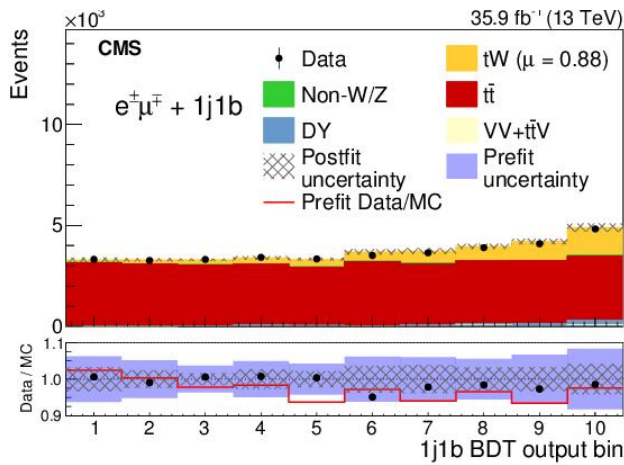 ×10³
35.9 fb⁻¹ (13 TeV)
Events
CMS
e±μ∓ + 1j1b
Data
tW (μ = 0.88)
Non-W/Z
tt̄
DY
VV+tt̄V
Postfit uncertainty
Prefit uncertainty
Prefit Data/MC
10
5
0
Data / MC
1.1
1.0
0.9
1 2 3 4 5 6 7 8 9 10
1j1b BDT output bin